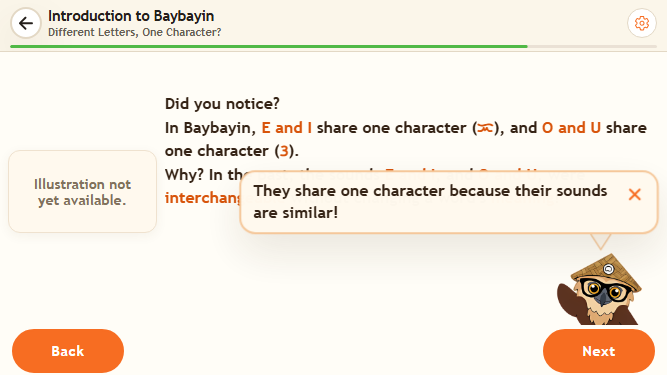 Introduction to Baybayin
Different Letters, One Character?
Did you notice?
In Baybayin, E and I share one character (ᜁ), and O and U share
one character (ᜂ).
Why? In the
interchang
Illustration not
yet available.
They share one character because their sounds
are similar!
Back
Next